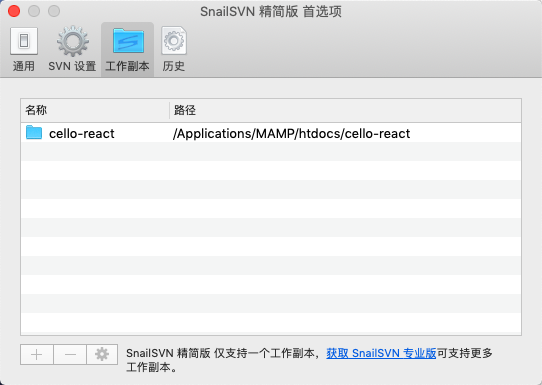 SnailSVN 精简版 首选项
通用 SVN 设置 工作副本 历史
名称 路径
cello-react /Applications/MAMP/htdocs/cello-react
SnailSVN 精简版 仅支持一个工作副本，获取 SnailSVN 专业版可支持更多
工作副本。